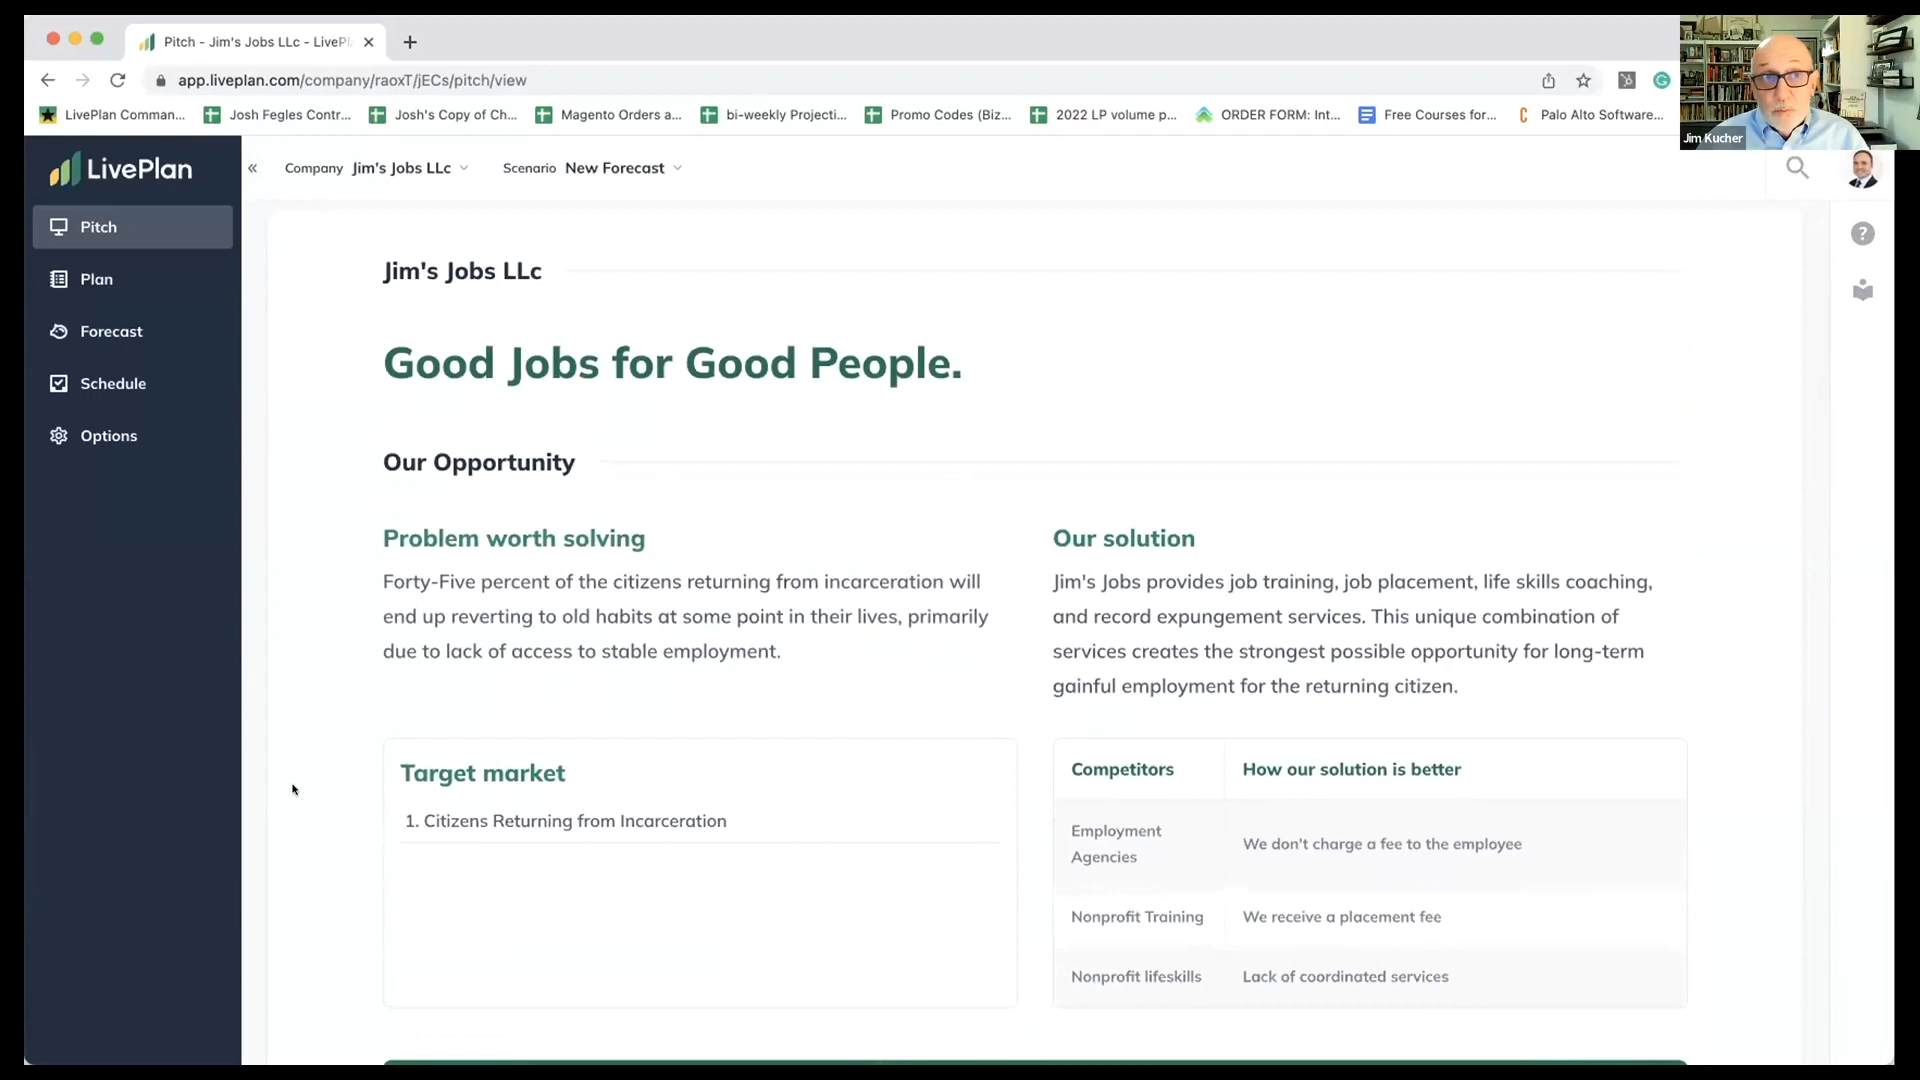 Pitch - Jim's Jobs LLc - LivePl
app.liveplan.com/company/raoxT/jECs/pitch/view
LivePlan Comman...
Josh Fegles Contr...
Josh's Copy of Ch...
Magento Orders a...
bi-weekly Projecti...
Promo Codes (Biz...
2022 LP volume p...
ORDER FORM: Int...
Free Courses for...
Palo Alto Software...
Jim Kucher
LivePlan
Company Jim's Jobs LLc
Scenario New Forecast
Pitch
Plan
Forecast
Schedule
Options
Jim's Jobs LLc
Good Jobs for Good People.
Our Opportunity
Problem worth solving
Forty-Five percent of the citizens returning from incarceration will
end up reverting to old habits at some point in their lives, primarily
due to lack of access to stable employment.
Our solution
Jim's Jobs provides job training, job placement, life skills coaching,
and record expungement services. This unique combination of
services creates the strongest possible opportunity for long-term
gainful employment for the returning citizen.
Target market
1. Citizens Returning from Incarceration
Competitors
How our solution is better
Employment
Agencies
We don't charge a fee to the employee
Nonprofit Training
We receive a placement fee
Nonprofit lifeskills
Lack of coordinated services